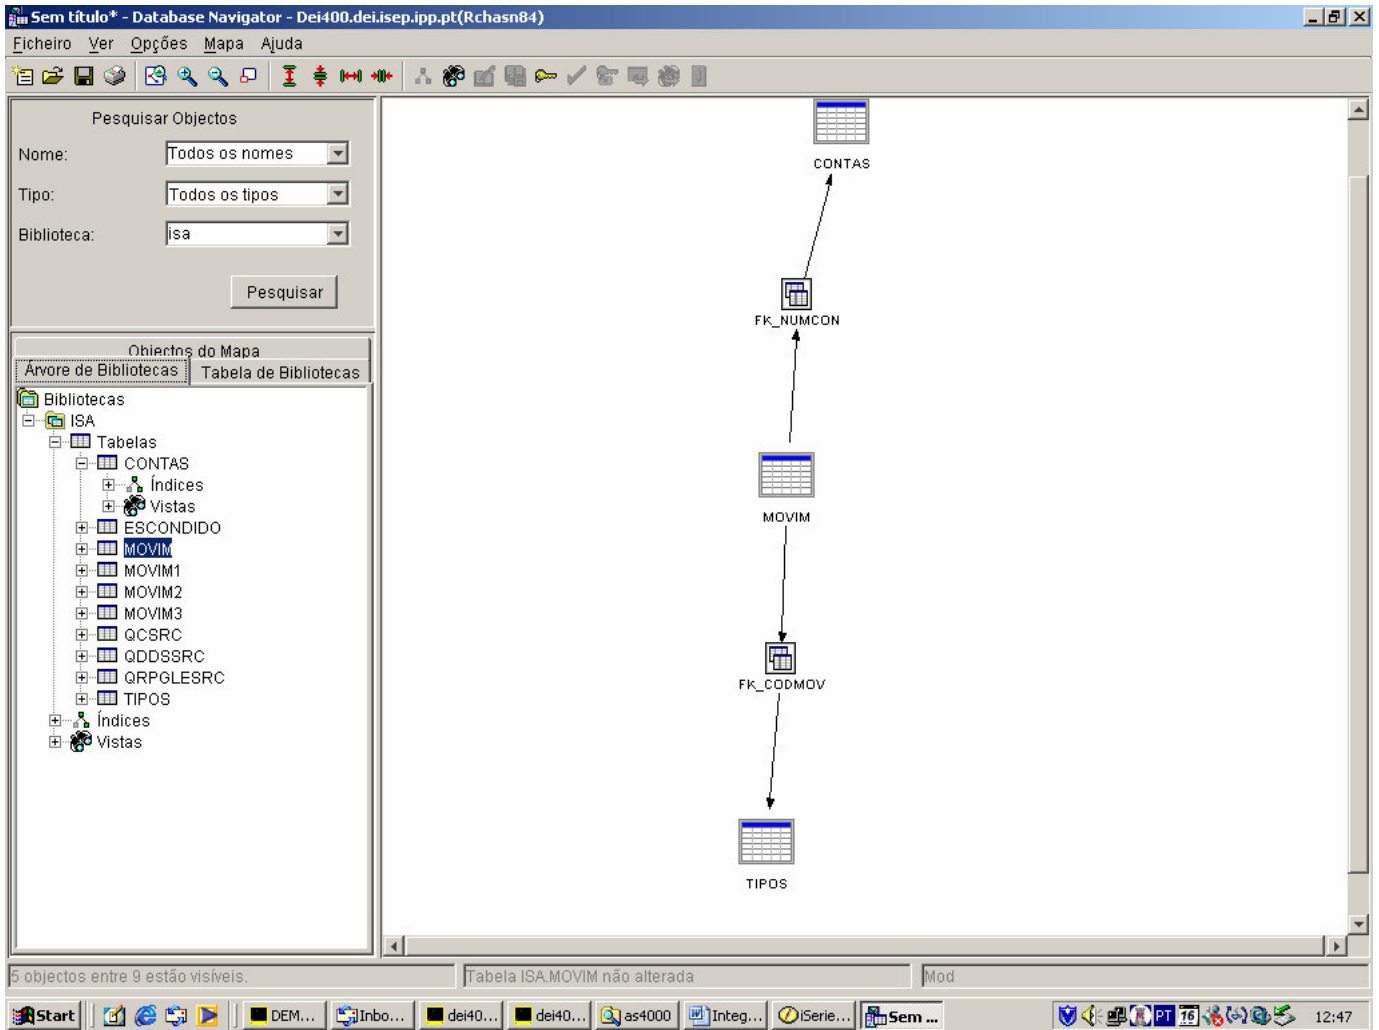 Sem título* - Database Navigator - Dei400.dei.isep.ipp.pt(Rchasn84)
Ficheiro Ver Opções Mapa Ajuda
Pesquisar Objectos
Nome: Todos os nomes
Tipo: Todos os tipos
Biblioteca: isa
Pesquisar
Objectos do Mapa
Árvore de Bibliotecas Tabela de Bibliotecas
Bibliotecas
ISA
Tabelas
CONTAS
Índices
Vistas
ESCONDIDO
MOVIM
MOVIM1
MOVIM2
MOVIM3
QCSRC
QDDSSRC
QRPGLESRC
TIPOS
Índices
Vistas
CONTAS
FK_NUMCON
MOVIM
FK_CODMOV
TIPOS
5 objectos entre 9 estão visíveis. Tabela ISA.MOVIM não alterada Mod
Start DEM... Inbo... dei40... dei40... as4000 Integ... iSerie... Sem ... PT 16 12:47